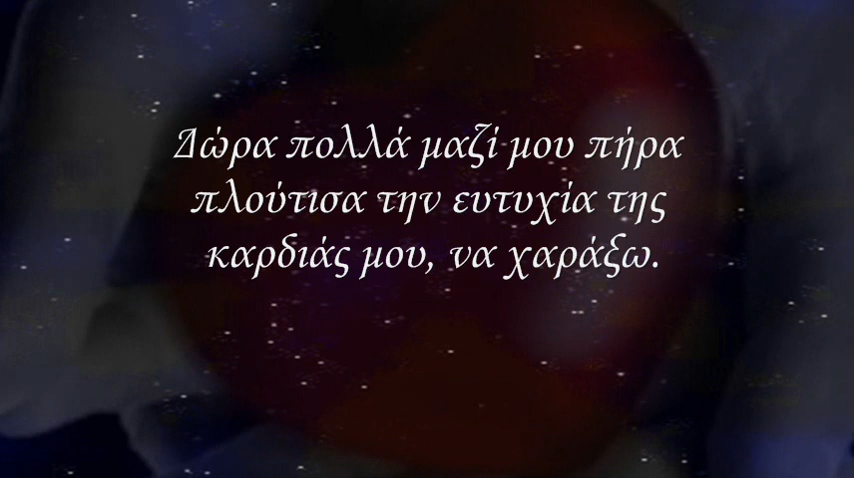 Δώρα πολλά μαζί μου πήρα
πλούτισα την ευτυχία της
καρδιάς μου, να χαράξω.